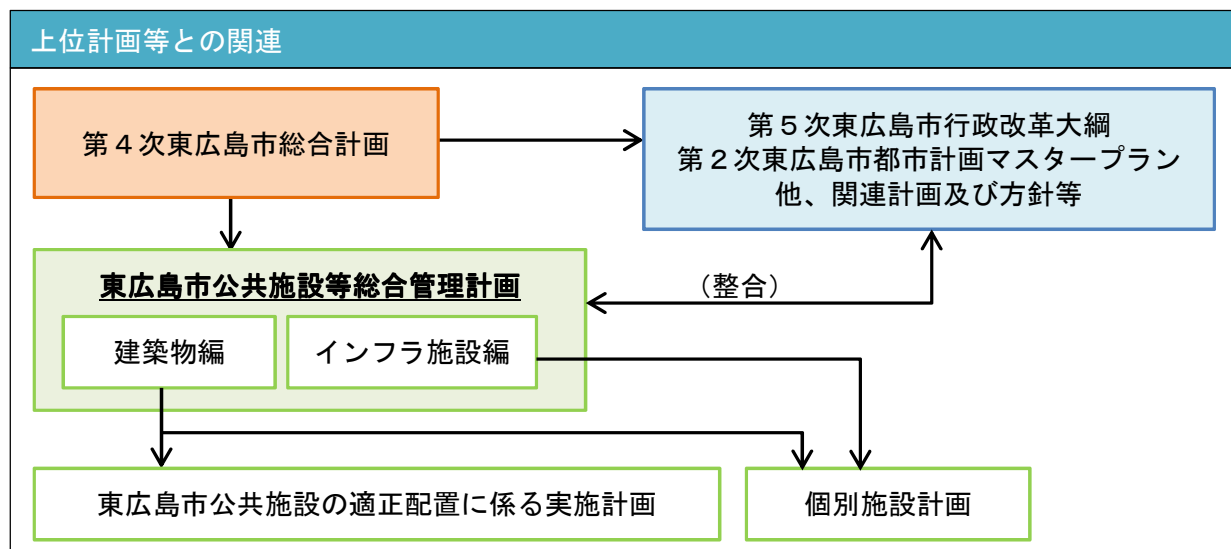 上位計画等との関連
第４次東広島市総合計画
第５次東広島市行政改革大綱
第２次東広島市都市計画マスタープラン
他、関連計画及び方針等
東広島市公共施設等総合管理計画
（整合）
建築物編
インフラ施設編
東広島市公共施設の適正配置に係る実施計画
個別施設計画